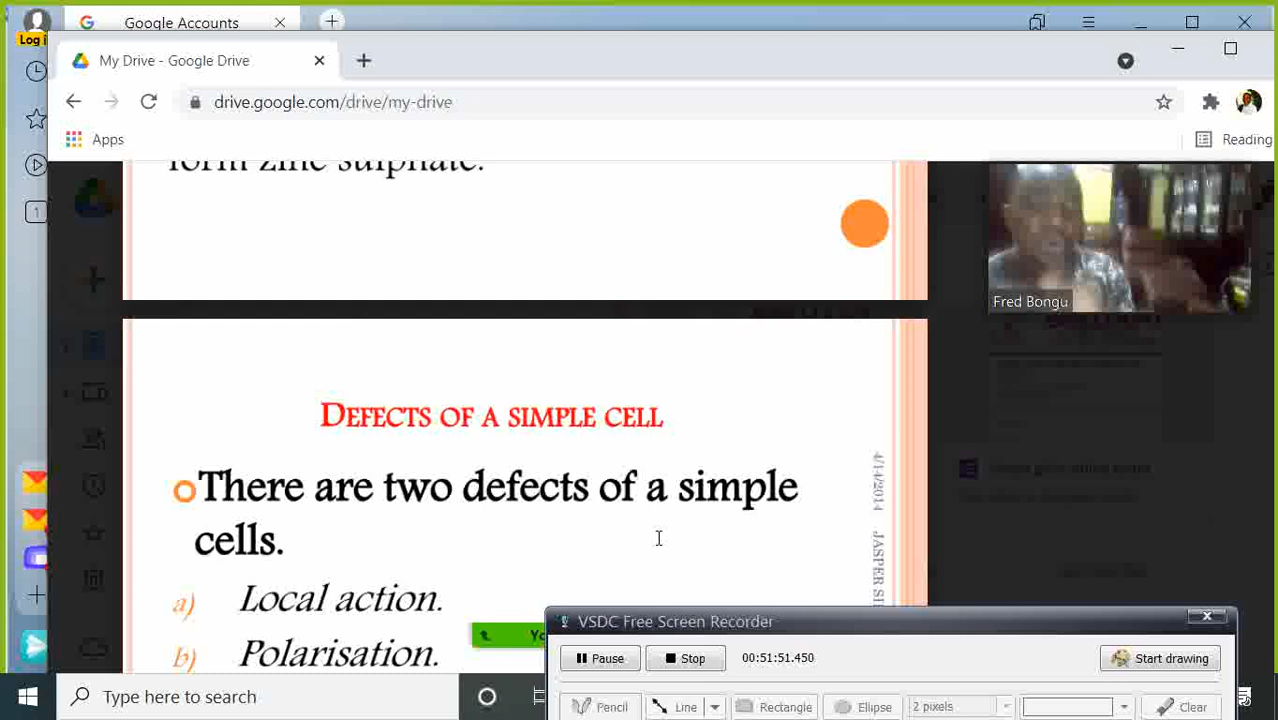 Google Accounts
Log i
My Drive - Google Drive
drive.google.com/drive/my-drive
Apps
Reading
1
form zinc sulphate.
Fred Bongu
DEFECTS OF A SIMPLE CELL
There are two defects of a simple
cells.
a) Local action.
b) Polarisation.
4/14/2014
JASPER
VSDC Free Screen Recorder
Pause
Stop
00:51:51.450
Start drawing
Pencil
Line
Rectangle
Ellipse
2 pixels
Clear
Type here to search